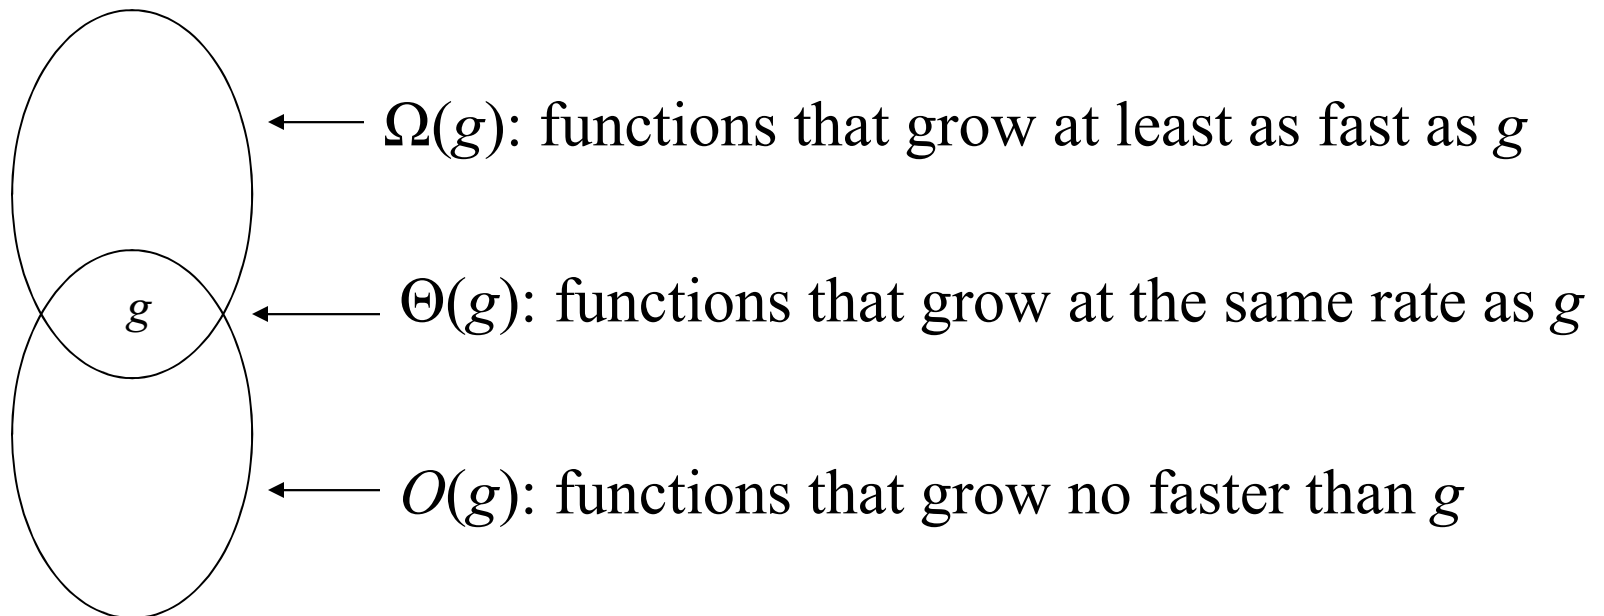 Ω(g): functions that grow at least as fast as g
g
Θ(g): functions that grow at the same rate as g
O(g): functions that grow no faster than g